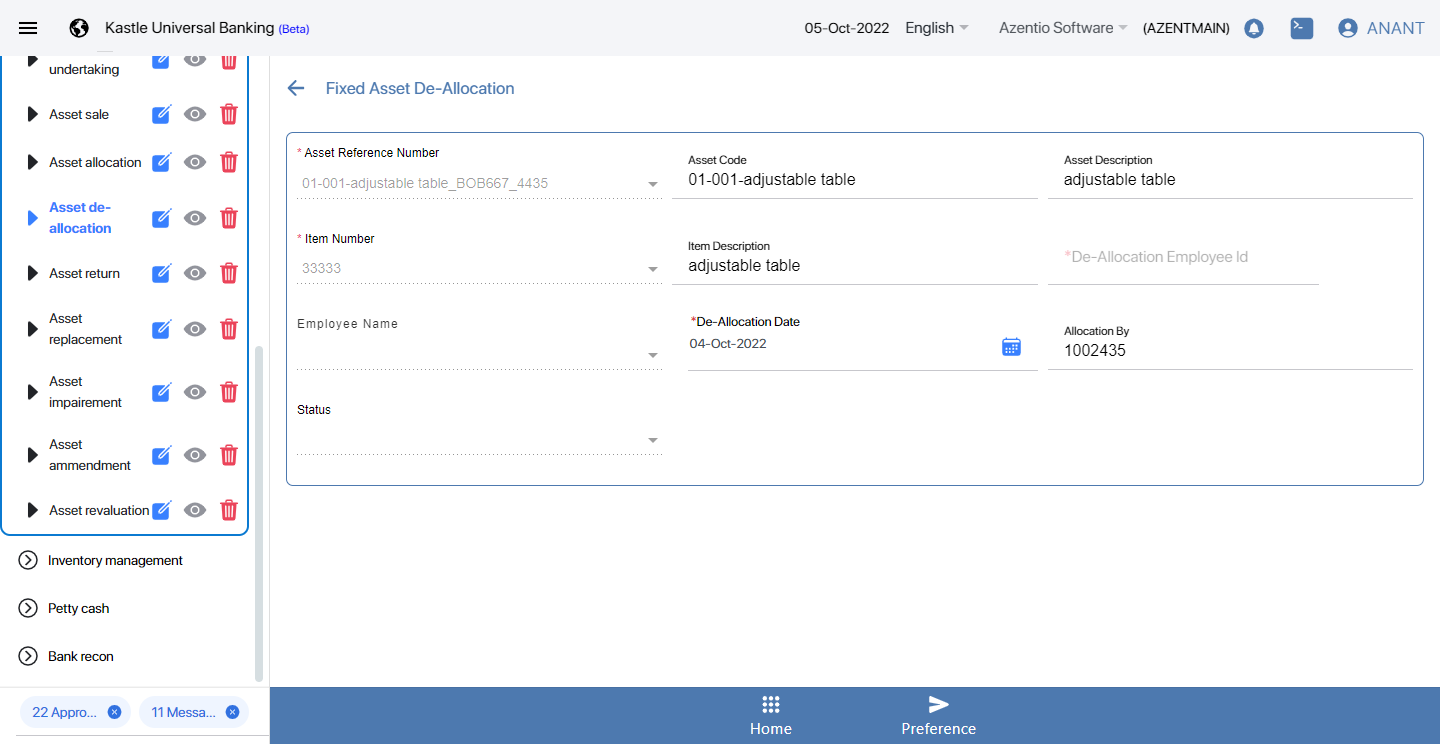 Kastle Universal Banking (Beta)
05-Oct-2022
English
Azentio Software
(AZENTMAIN)
ANANT
undertaking
Asset sale
Asset allocation
Asset de-
allocation
Asset return
Asset
replacement
Asset
impairement
Asset
ammendment
Asset revaluation
Inventory management
Petty cash
Bank recon
22 Appro...
11 Messa...
Fixed Asset De-Allocation
* Asset Reference Number
01-001-adjustable table_BOB667_4435
Asset Code
01-001-adjustable table
Asset Description
adjustable table
* Item Number
33333
Item Description
adjustable table
*De-Allocation Employee Id
Employee Name
*De-Allocation Date
04-Oct-2022
Allocation By
1002435
Status
Home
Preference